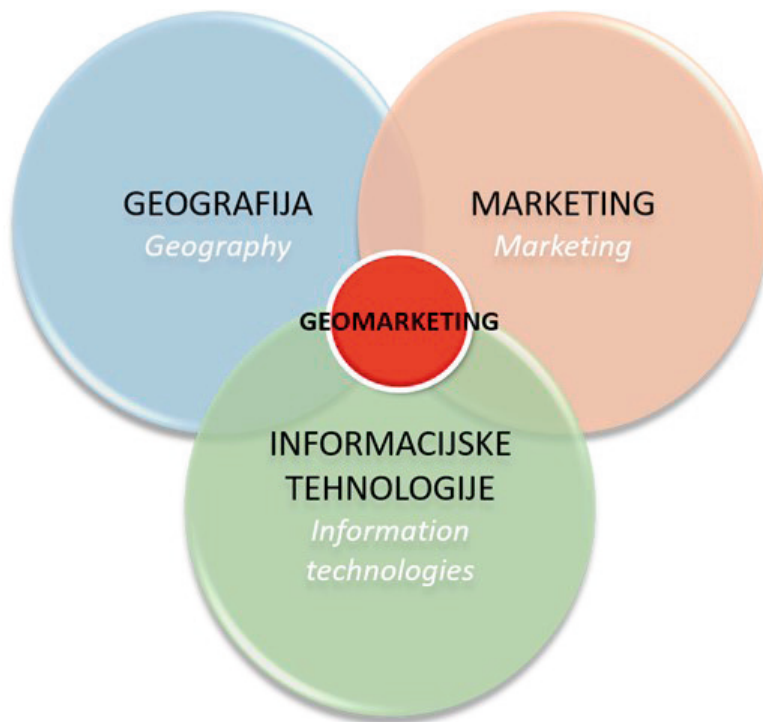 GEOGRAFIJA
Geography
MARKETING
Marketing
GEOMARKETING
INFORMACIJSKE
TEHNOLOGIJE
Information
technologies